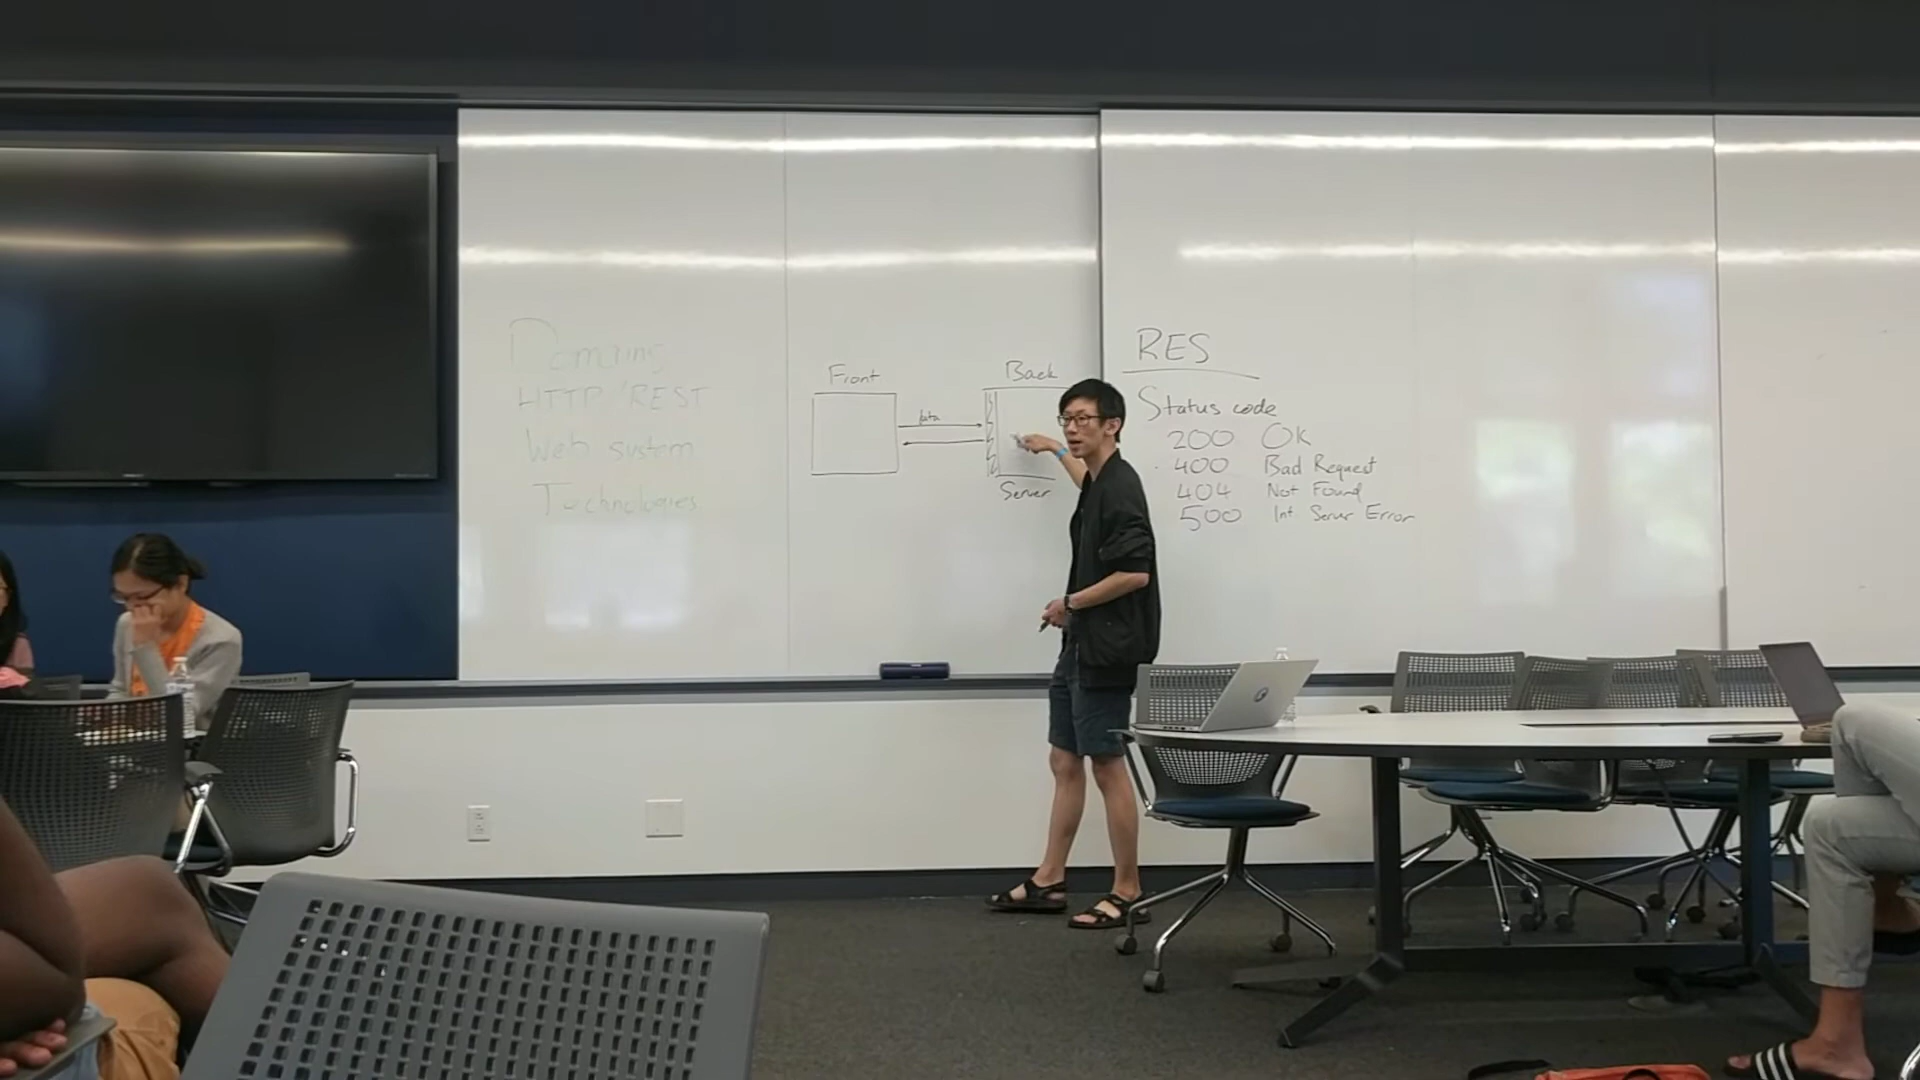 Domains
HTTP/REST
Web system
Technologies
Front
data
Back
Server
RES
Status code
200 OK
400 Bad Request
404 Not Found
500 Int Server Error